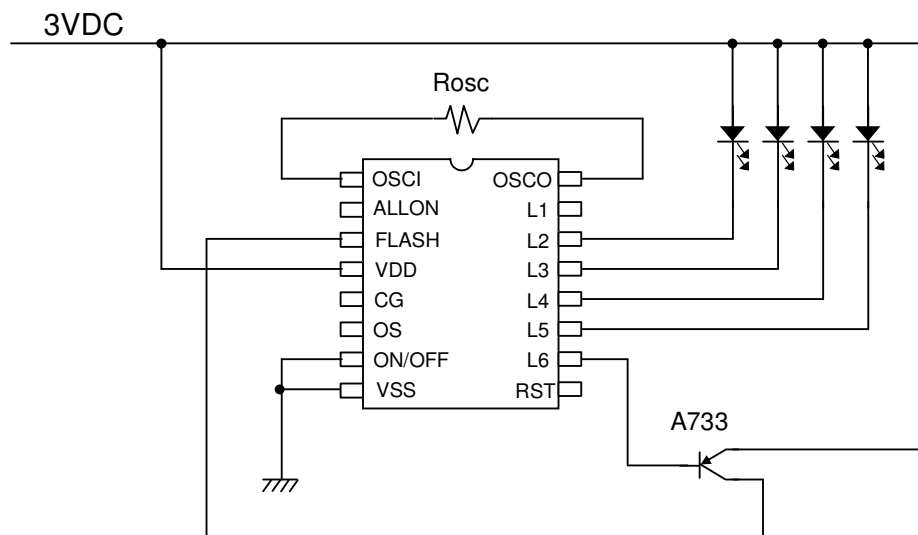 3VDC
Rosc
OSCI OSCO
ALLON L1
FLASH L2
VDD L3
CG L4
OS L5
ON/OFF L6
VSS RST
A733